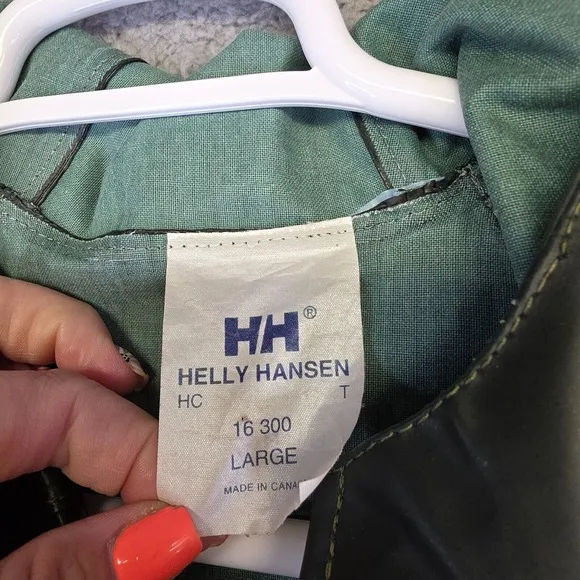 HH®
HELLY HANSEN
HC T
16 300
LARGE
MADE IN CANA